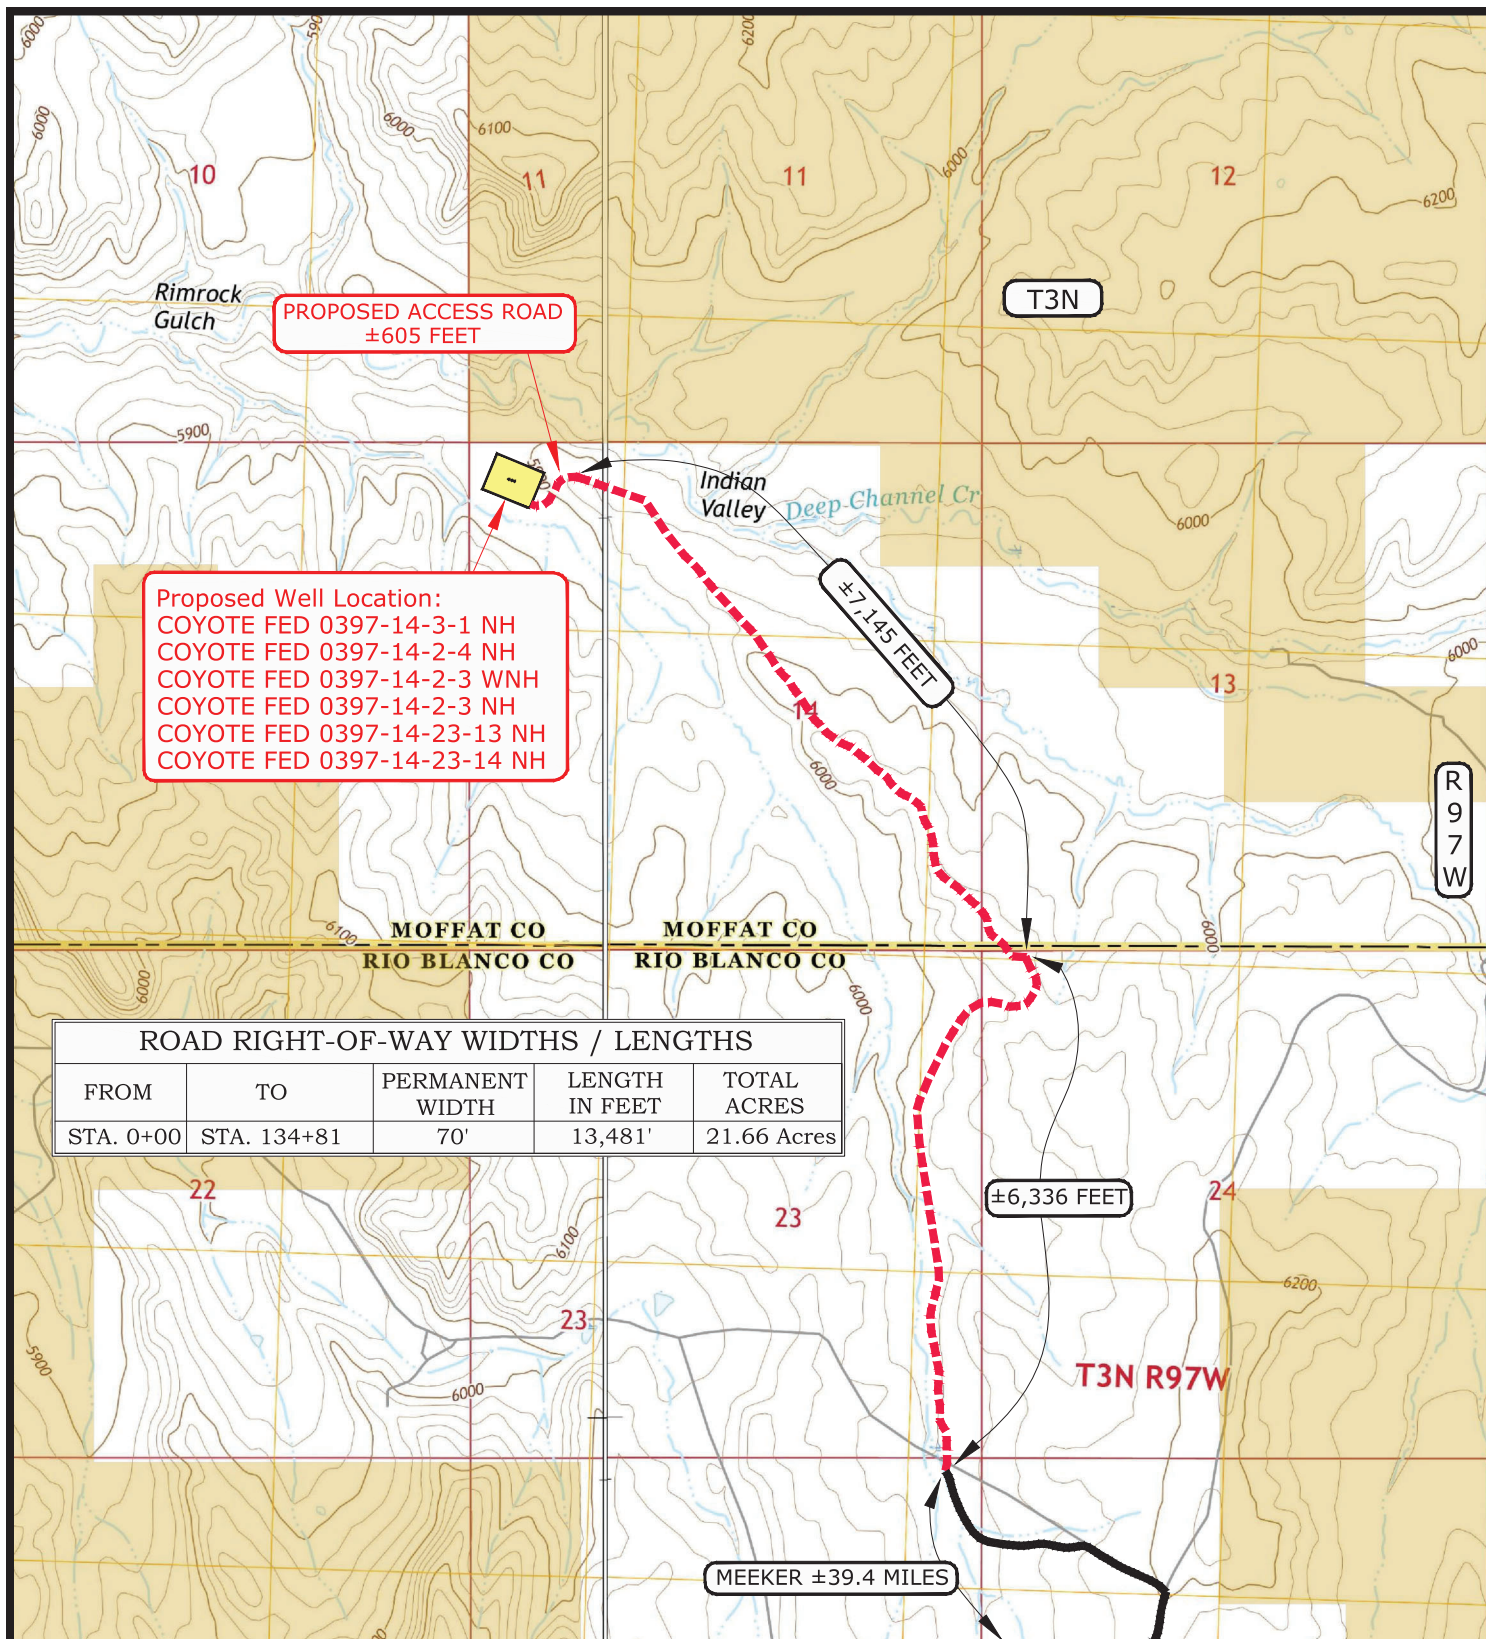 6000
590
6200
6000
6000
6100
6000
10
11
11
12
6200
Rimrock
Gulch
PROPOSED ACCESS ROAD
±605 FEET
T3N
5900
5900
Indian
Valley
Deep Channel Cr
6000
±7,145 FEET
Proposed Well Location:
COYOTE FED 0397-14-3-1 NH
COYOTE FED 0397-14-2-4 NH
COYOTE FED 0397-14-2-3 WNH
COYOTE FED 0397-14-2-3 NH
COYOTE FED 0397-14-23-13 NH
COYOTE FED 0397-14-23-14 NH
6000
13
14
6000
R
9
7
W
6100
MOFFAT CO
MOFFAT CO
6000
RIO BLANCO CO
RIO BLANCO CO
6000
6000
ROAD RIGHT-OF-WAY WIDTHS / LENGTHS
FROM TO PERMANENT WIDTH LENGTH IN FEET TOTAL ACRES
STA. 0+00 STA. 134+81 70' 13,481' 21.66 Acres
22
±6,336 FEET
24
23
6100
6200
23
5900
T3N R97W
6000
MEEKER ±39.4 MILES